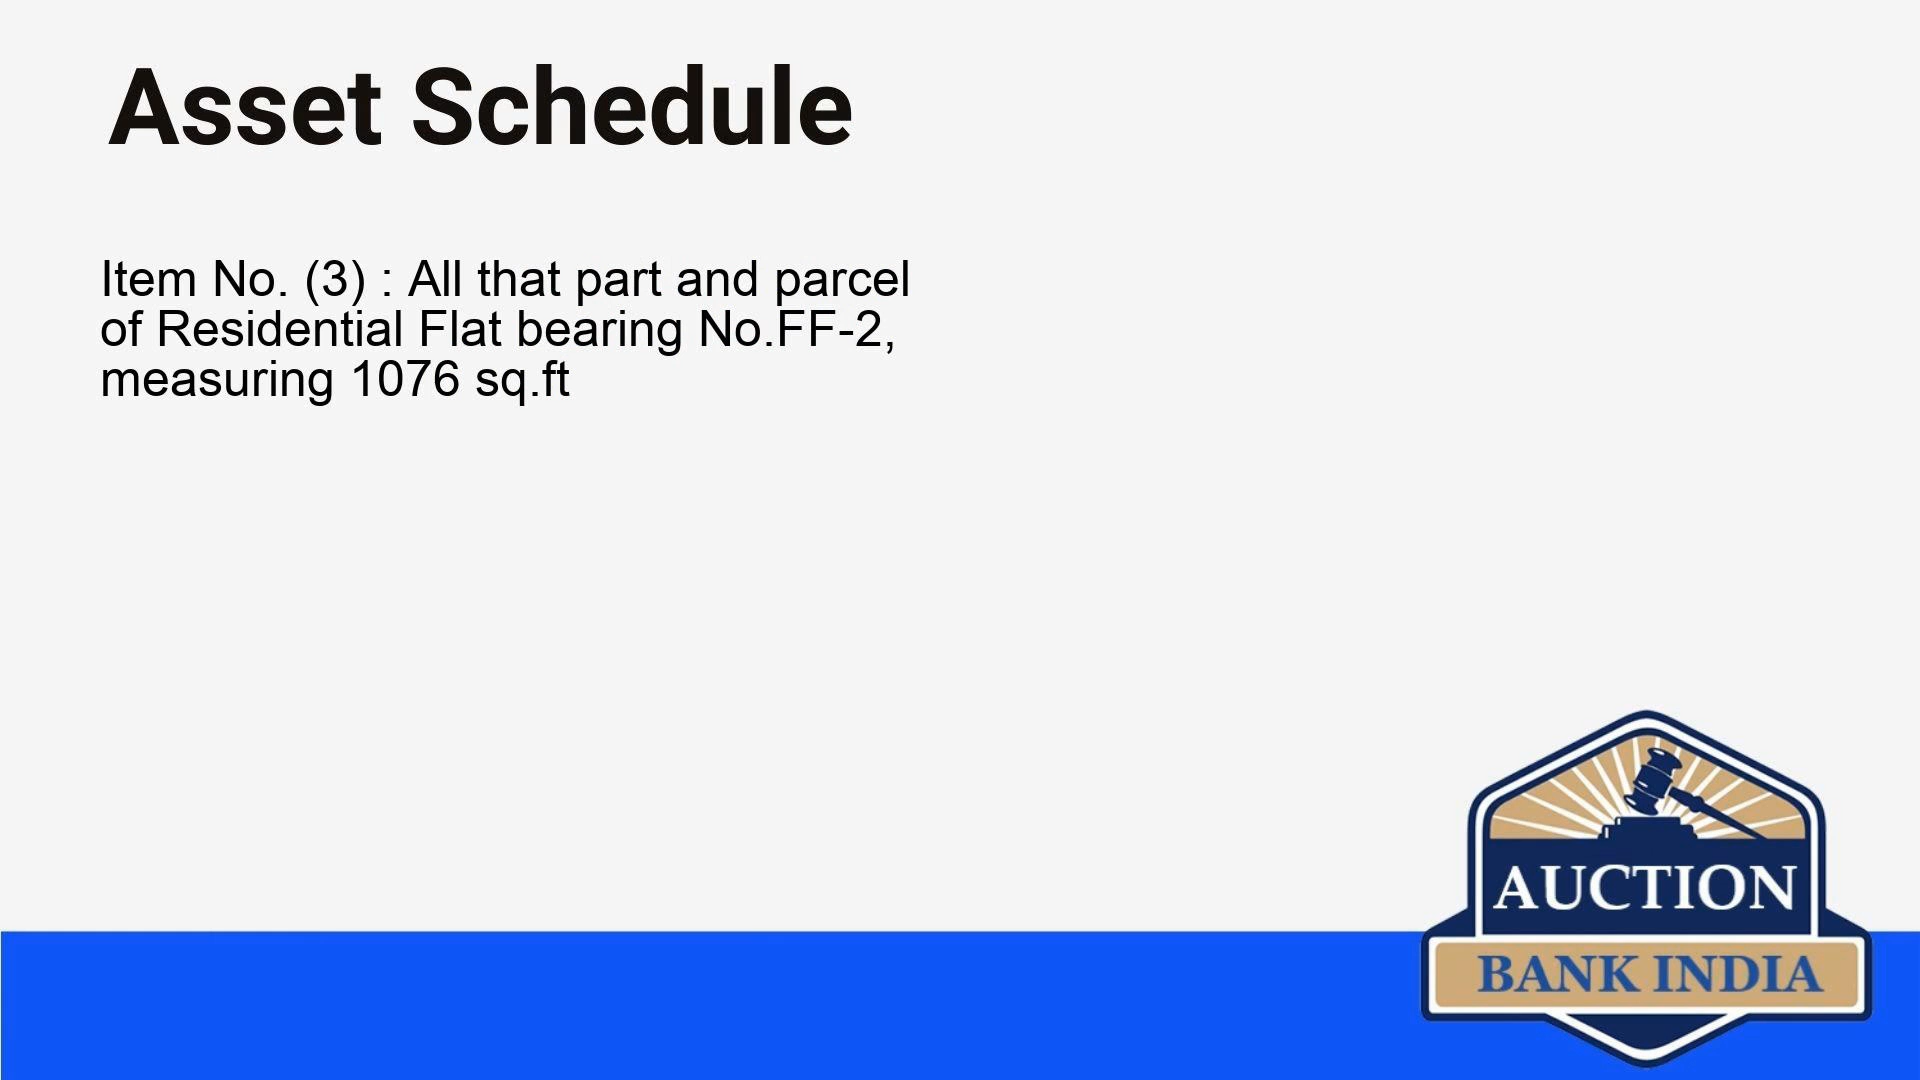 Asset Schedule
Item No. (3) : All that part and parcel
of Residential Flat bearing No.FF-2,
measuring 1076 sq.ft
AUCTION
BANK INDIA